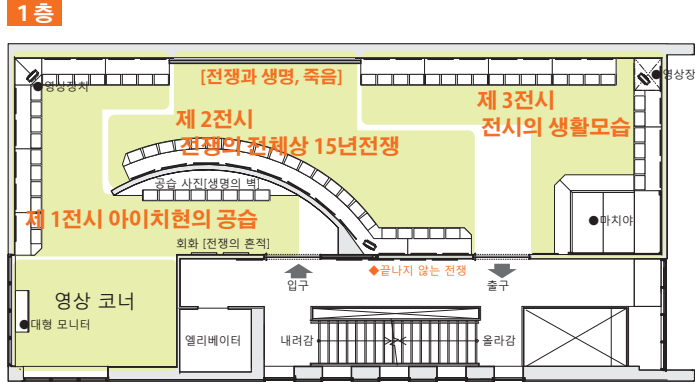 1층
[전쟁과 생명, 죽음]
●영상장치
●영상장
제 3전시
전시의 생활모습
제 2전시
전쟁의 전체상 15년전쟁
공습 사진[생명의 벽]
제 1전시 아이치현의 공습
●마치야
회화 [전쟁의 흔적]
◆끝나지 않는 전쟁
입구
출구
영상 코너
●대형 모니터
엘리베이터
내려감
올라감